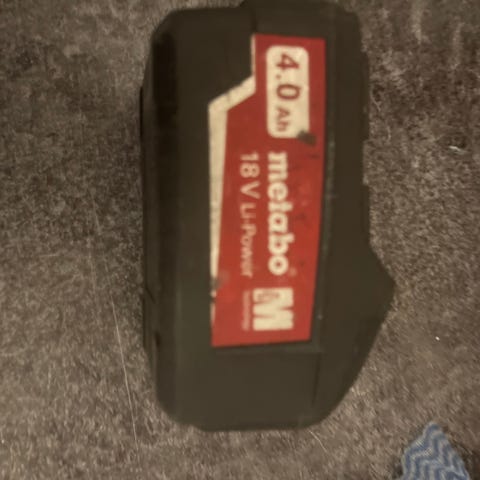 4.0 Ah
metabo
18 V Li-Power
M